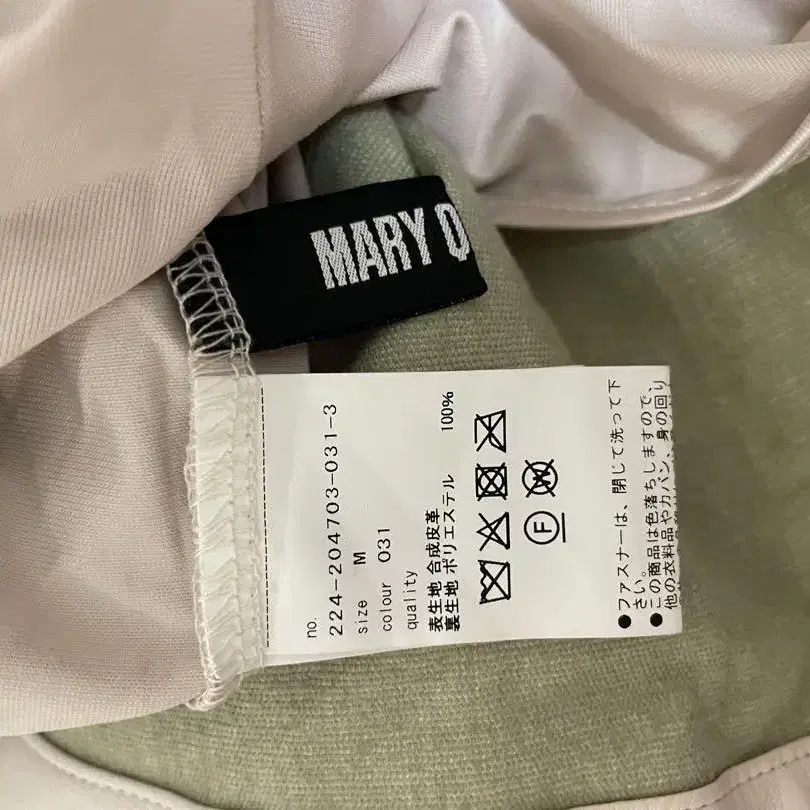 MARY Q
no.
224-204703-031-3
size M
colour 031
quality
表生地 合成皮革
裏生地 ポリエステル 100%
F
●ファスナーは、閉じて洗って下
さい。
●この商品は色落ちしますので、
他の衣料品やカバン、身の回り